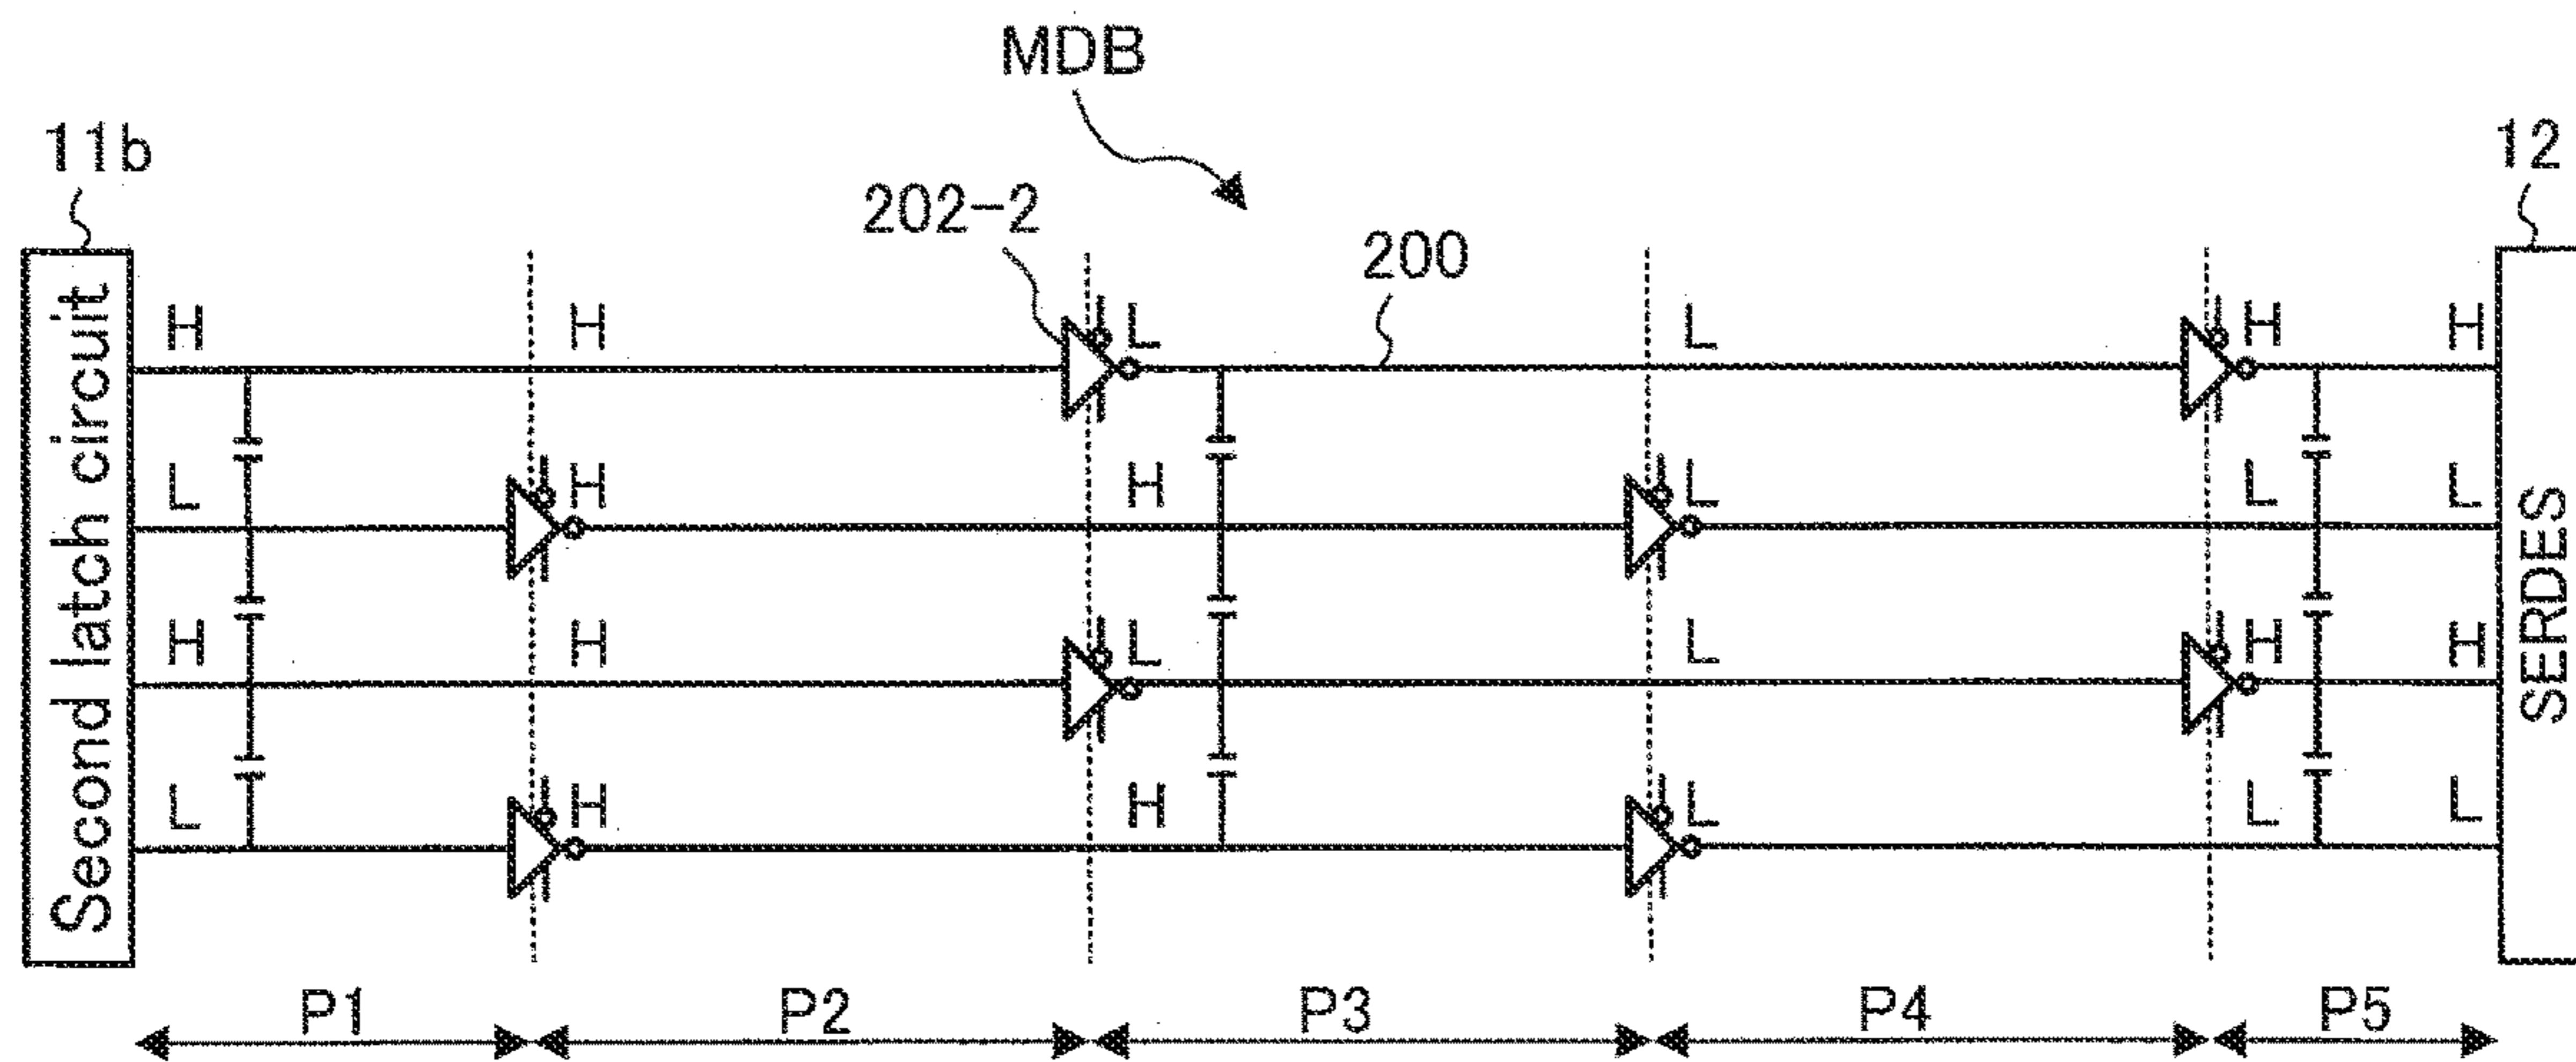 MDB
11b
12
202-2
200
Second latch circuit
SERDES
H H L L H H
L H H L L L
H H L L H H
L H H L L L
P1 P2 P3 P4 P5